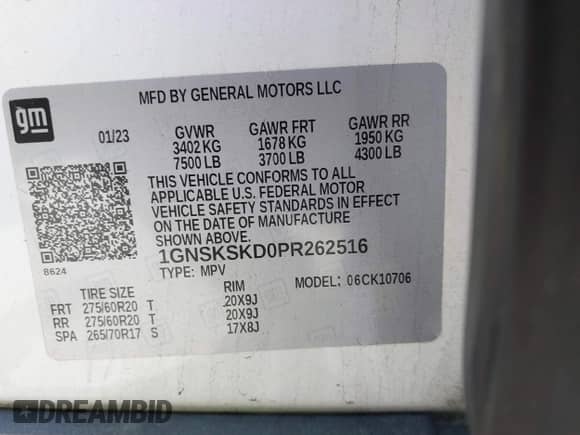 MFD BY GENERAL MOTORS LLC
gm
01/23
GVWR GAWR FRT GAWR RR
3402 KG 1678 KG 1950 KG
7500 LB 3700 LB 4300 LB
THIS VEHICLE CONFORMS TO ALL
APPLICABLE U.S. FEDERAL MOTOR
VEHICLE SAFETY STANDARDS IN EFFECT
ON THE DATE OF MANUFACTURE
SHOWN ABOVE.
1GNSKSKD0PR262516
8624
TYPE: MPV
MODEL: 06CK10706
TIRE SIZE RIM
FRT 275/60R20 T 20X9J
RR 275/60R20 T 20X9J
SPA 265/70R17 S 17X8J
DREAMBID